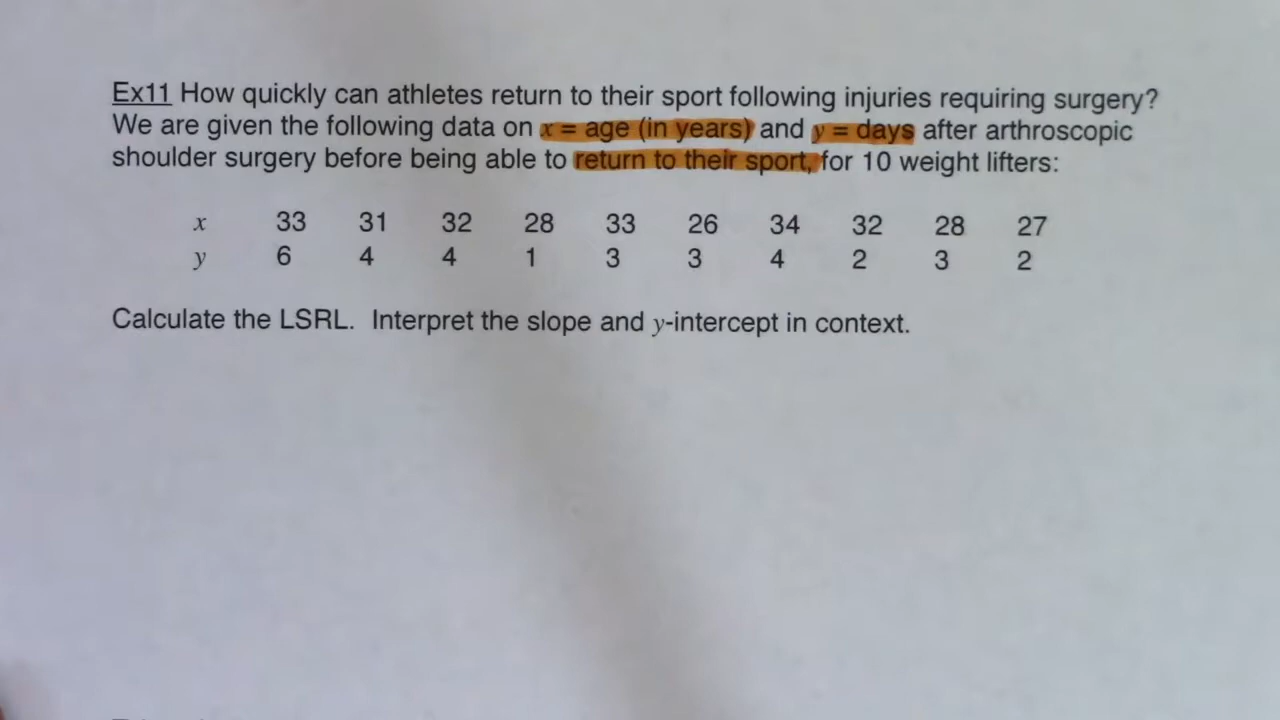 Ex11 How quickly can athletes return to their sport following injuries requiring surgery?
We are given the following data on x = age (in years) and y = days after arthroscopic
shoulder surgery before being able to return to their sport, for 10 weight lifters:
x 33 31 32 28 33 26 34 32 28 27
y 6 4 4 1 3 3 4 2 3 2
Calculate the LSRL. Interpret the slope and y-intercept in context.